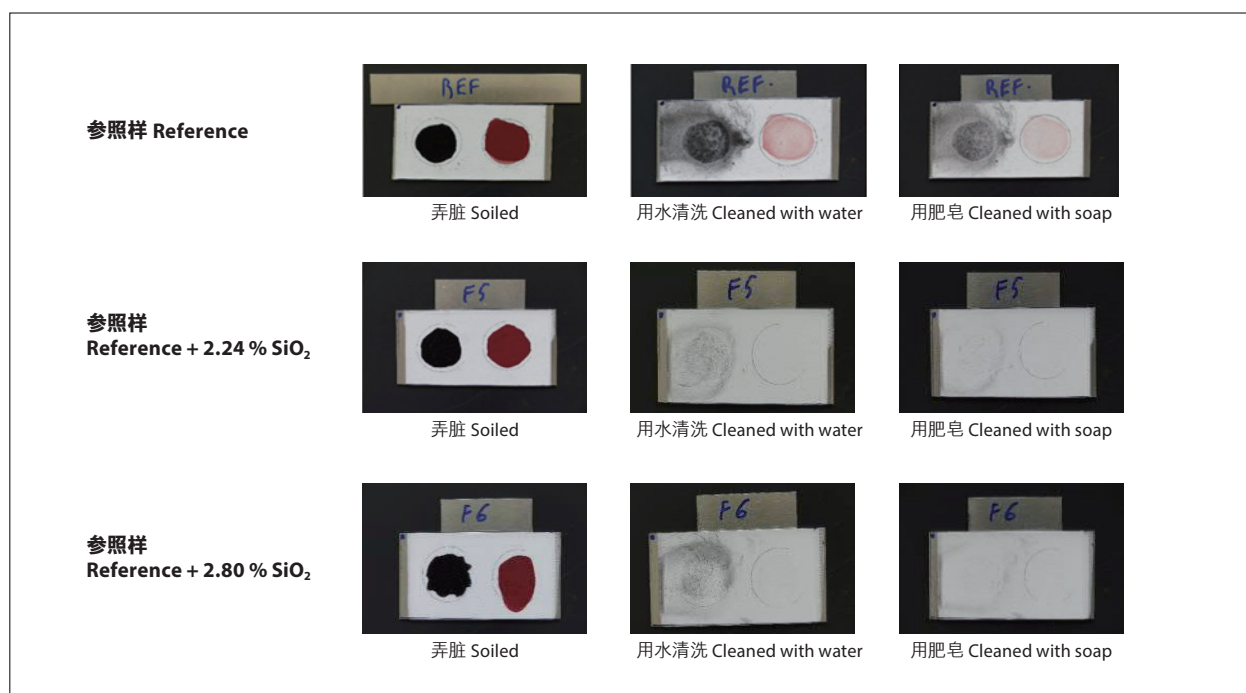 参照样 Reference
REF
REF.
REF.
弄脏 Soiled
用水清洗 Cleaned with water
用肥皂 Cleaned with soap
参照样
Reference + 2.24 % SiO₂
F5
F5
F5
弄脏 Soiled
用水清洗 Cleaned with water
用肥皂 Cleaned with soap
参照样
Reference + 2.80 % SiO₂
F6
F6
F6
弄脏 Soiled
用水清洗 Cleaned with water
用肥皂 Cleaned with soap